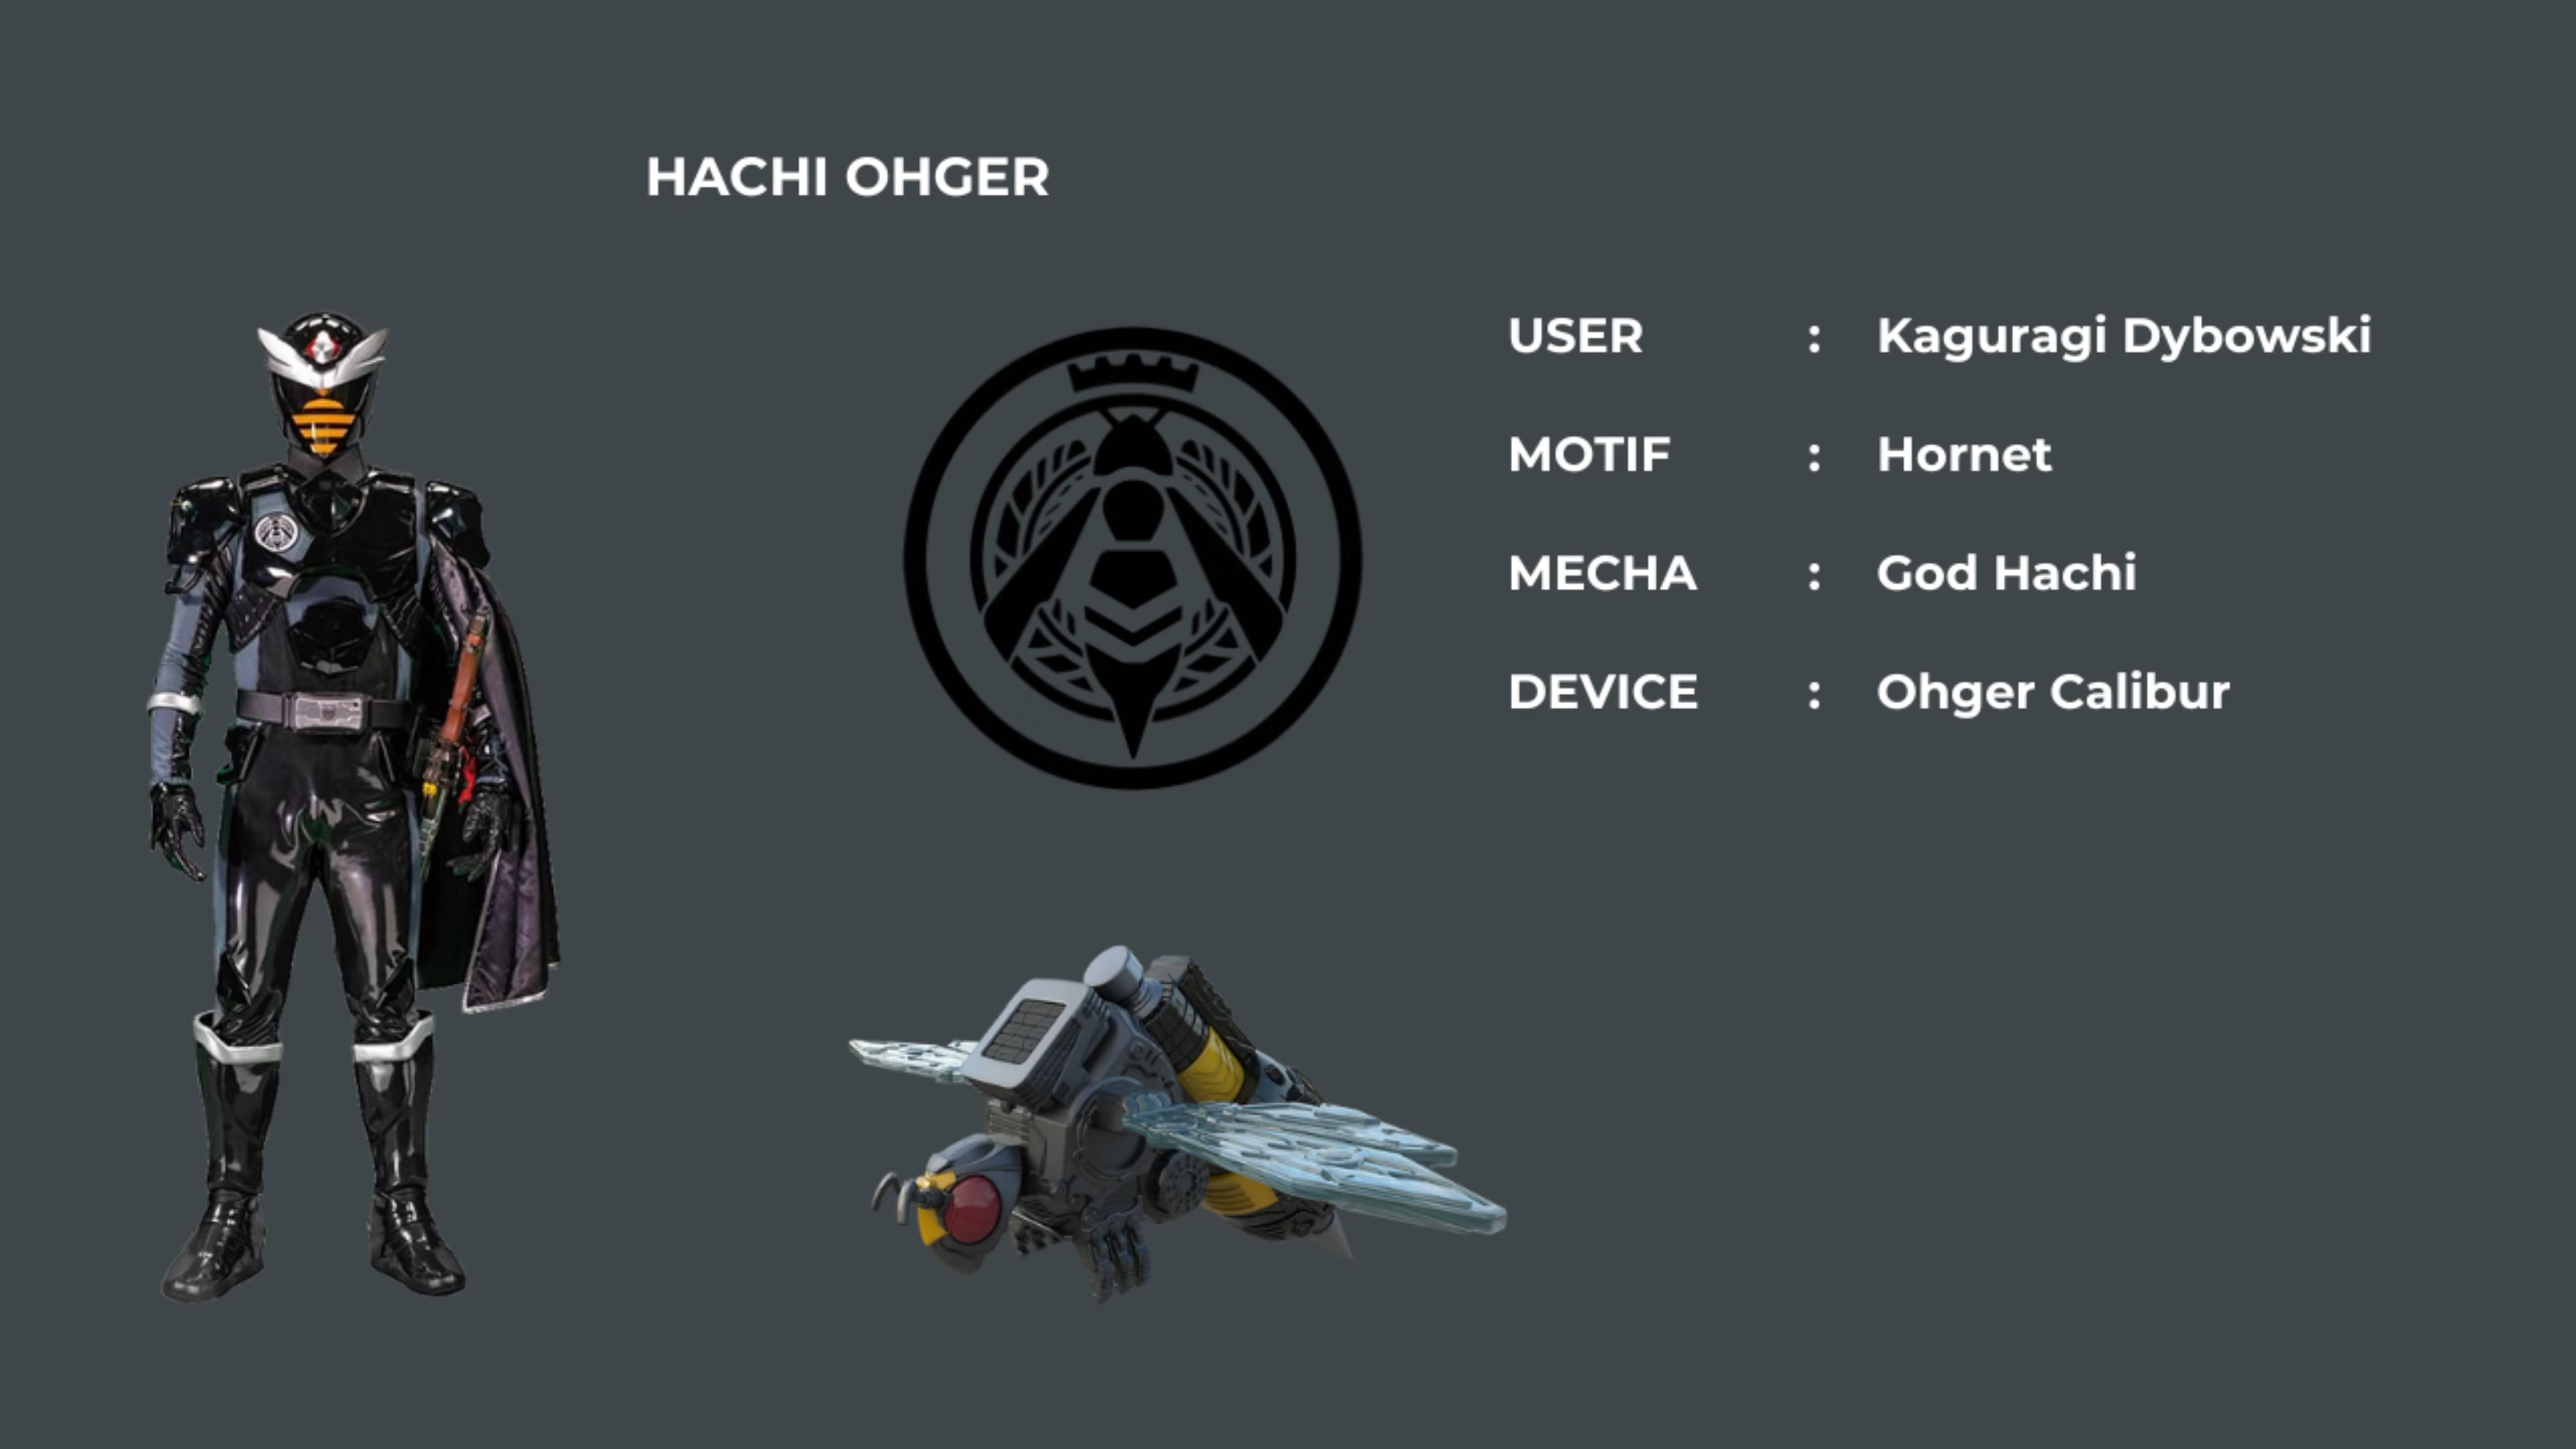 HACHI OHGER
USER : Kaguragi Dybowski
MOTIF : Hornet
MECHA : God Hachi
DEVICE : Ohger Calibur